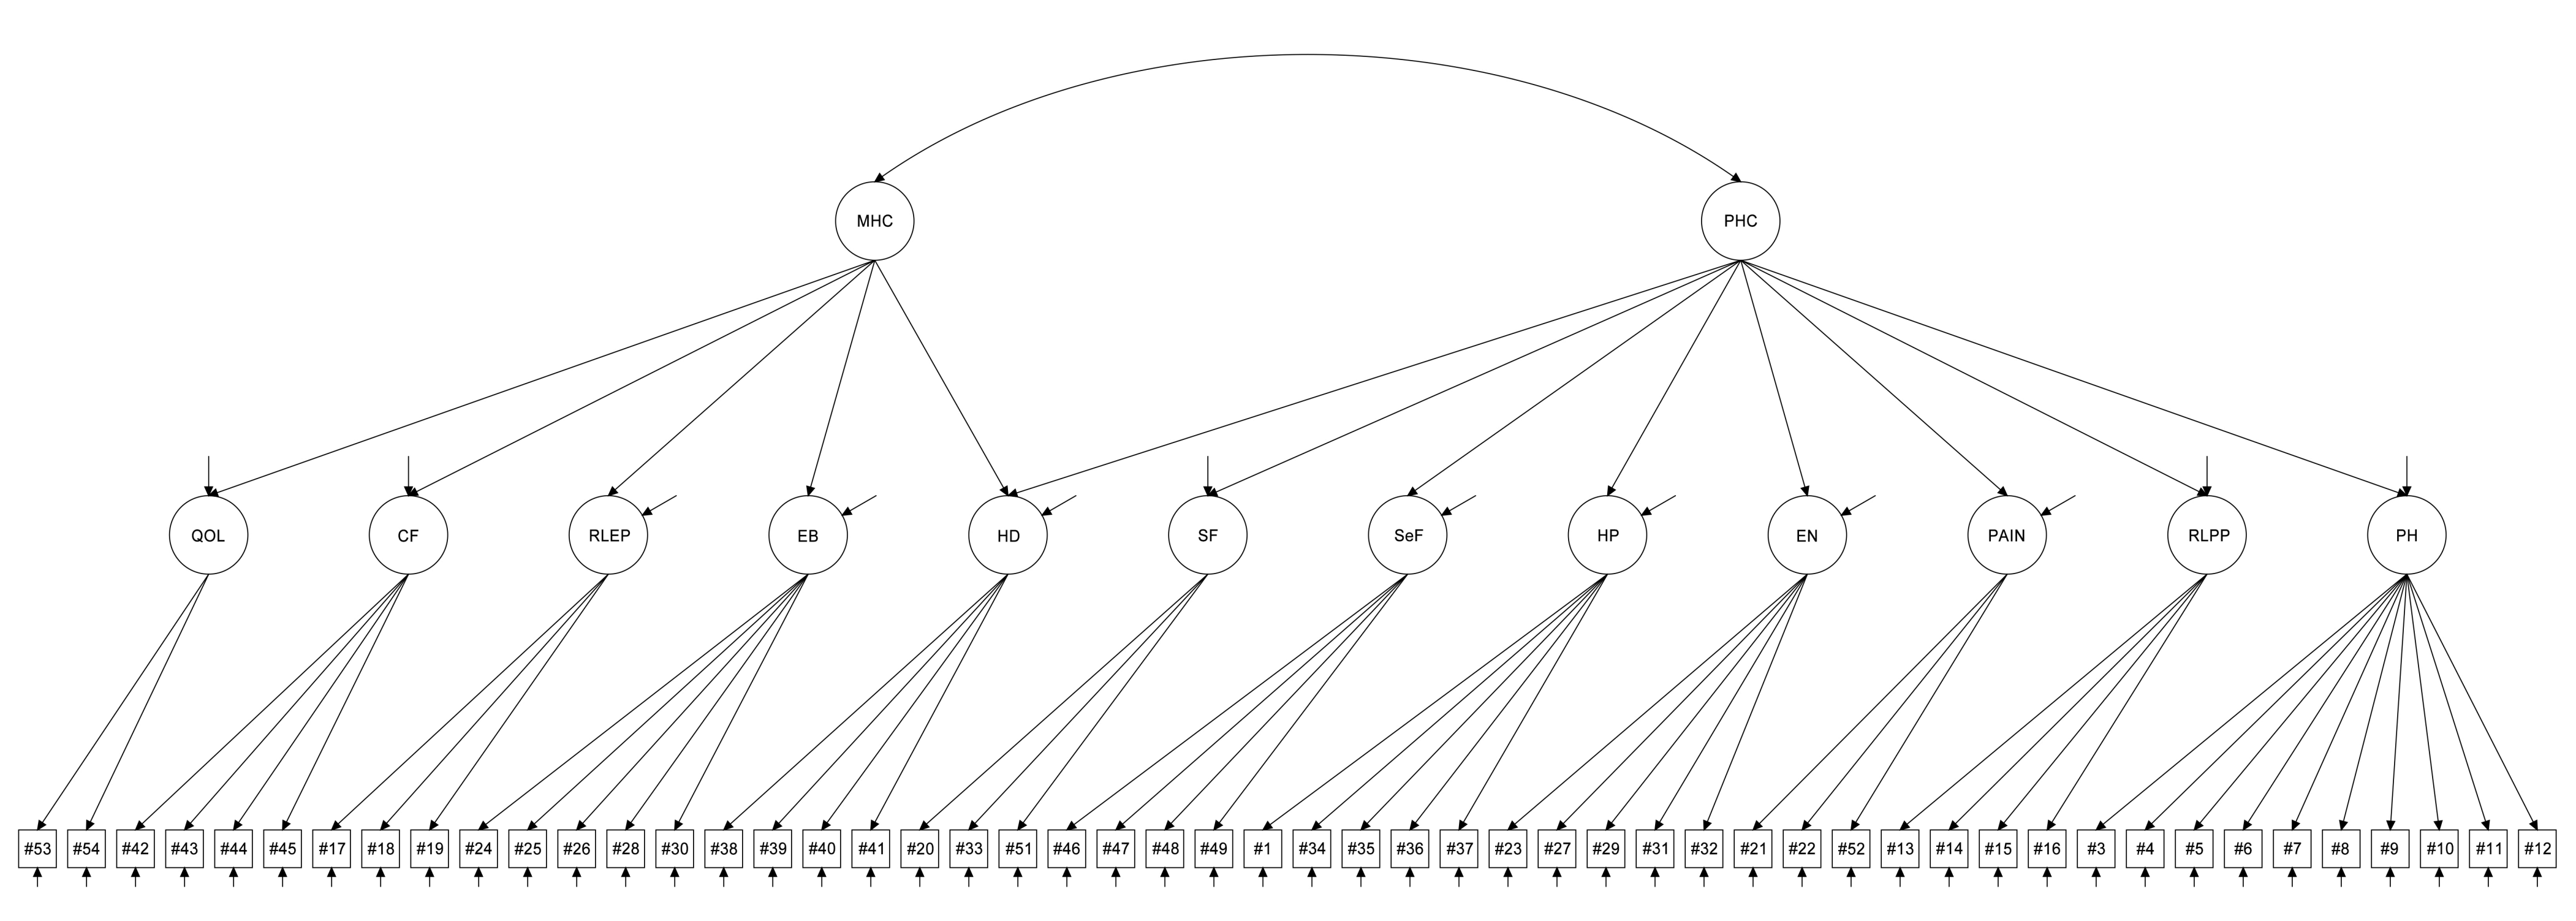 MHC PHC
QOL CF RLEP EB HD SF SeF HP EN PAIN RLPP PH
#53 #54 #42 #43 #44 #45 #17 #18 #19 #24 #25 #26 #28 #30 #38 #39 #40 #41 #20 #33 #51 #46 #47 #48 #49 #1 #34 #35 #36 #37 #23 #27 #29 #31 #32 #21 #22 #52 #13 #14 #15 #16 #3 #4 #5 #6 #7 #8 #9 #10 #11 #12